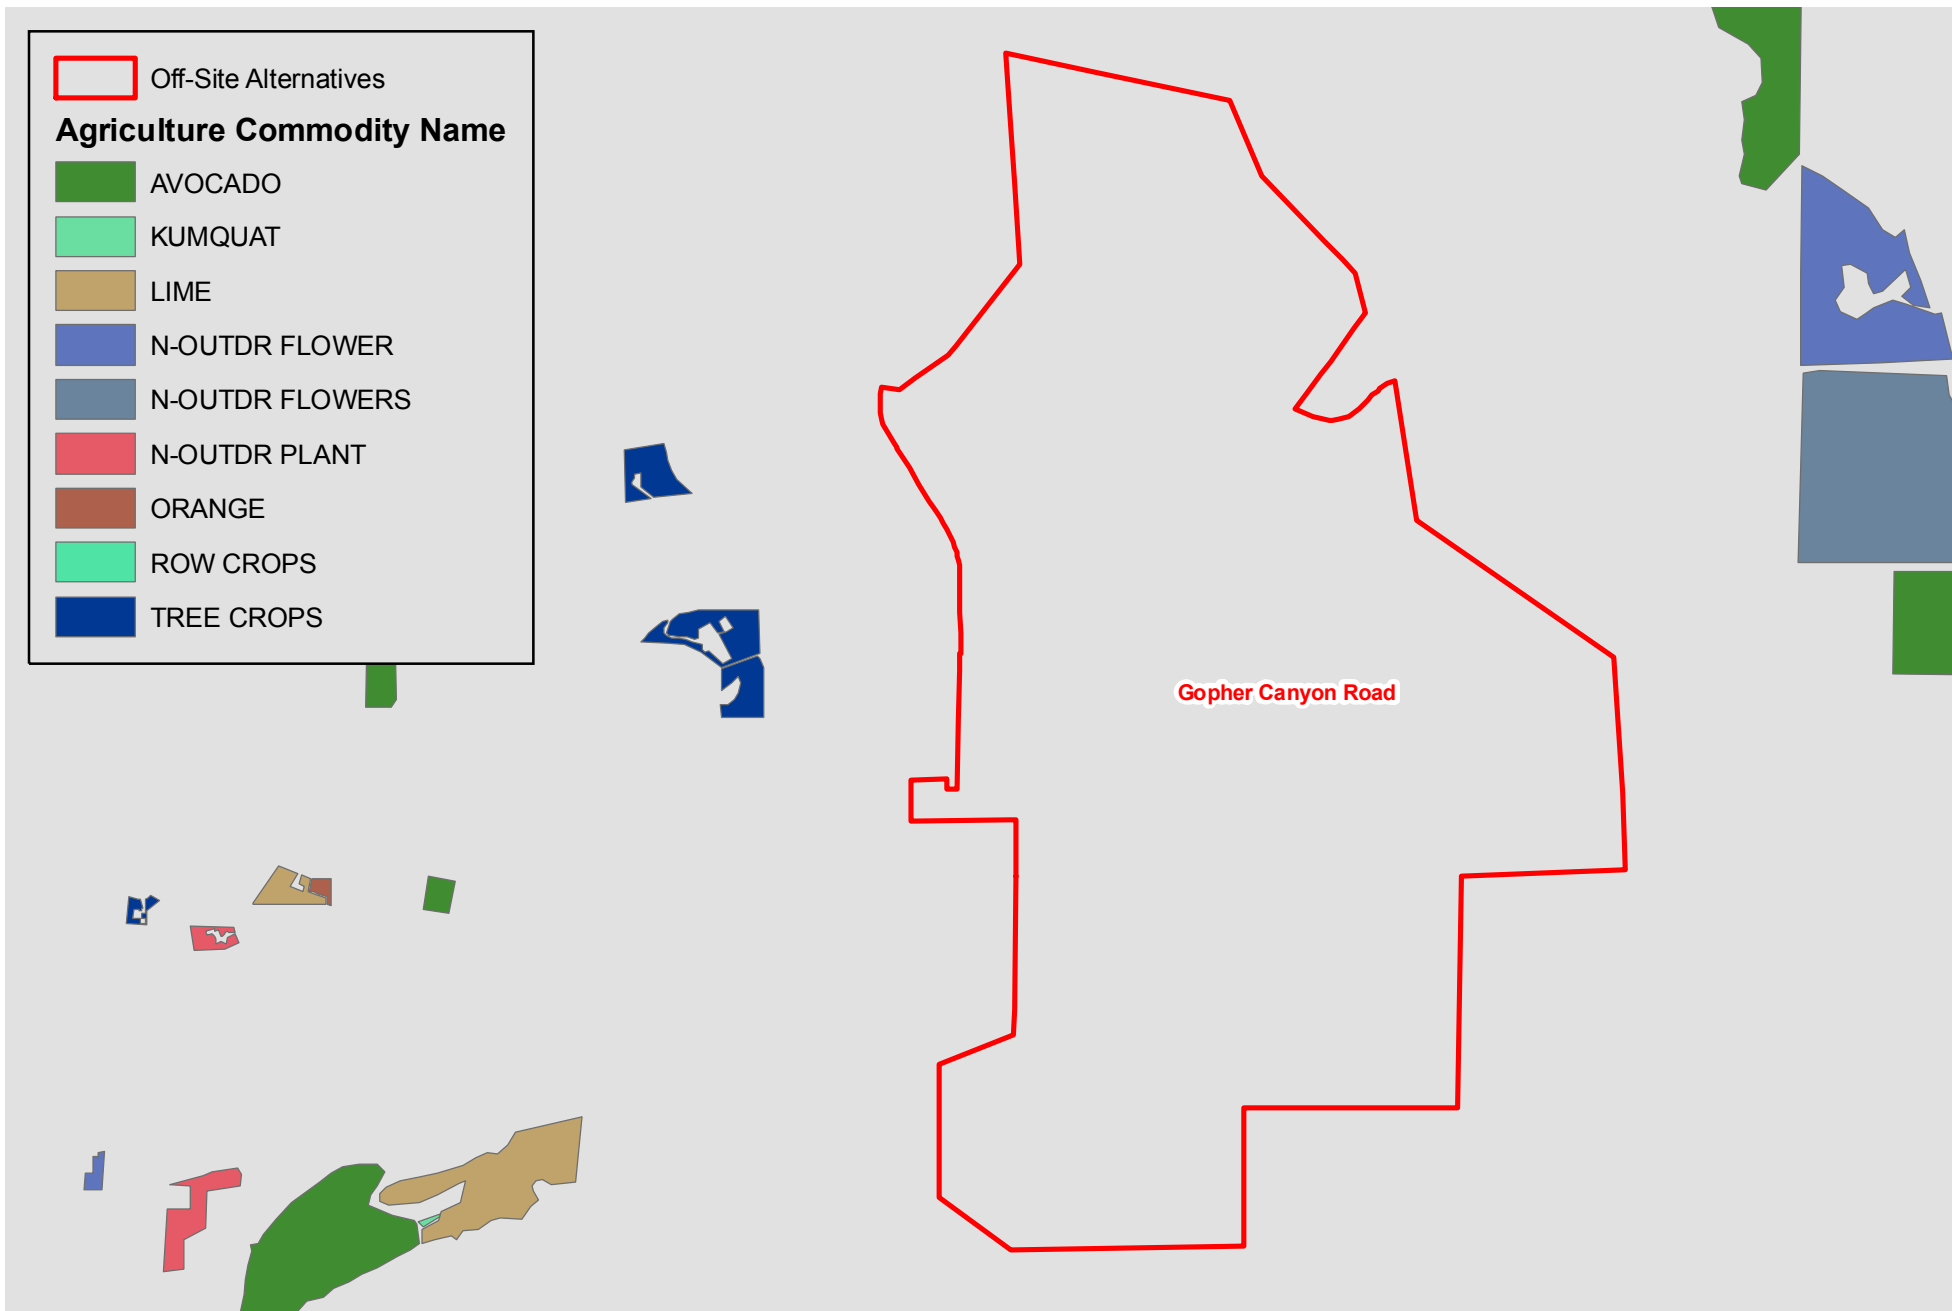 Off-Site Alternatives
Agriculture Commodity Name
AVOCADO
KUMQUAT
LIME
N-OUTDR FLOWER
N-OUTDR FLOWERS
N-OUTDR PLANT
ORANGE
ROW CROPS
TREE CROPS
Gopher Canyon Road